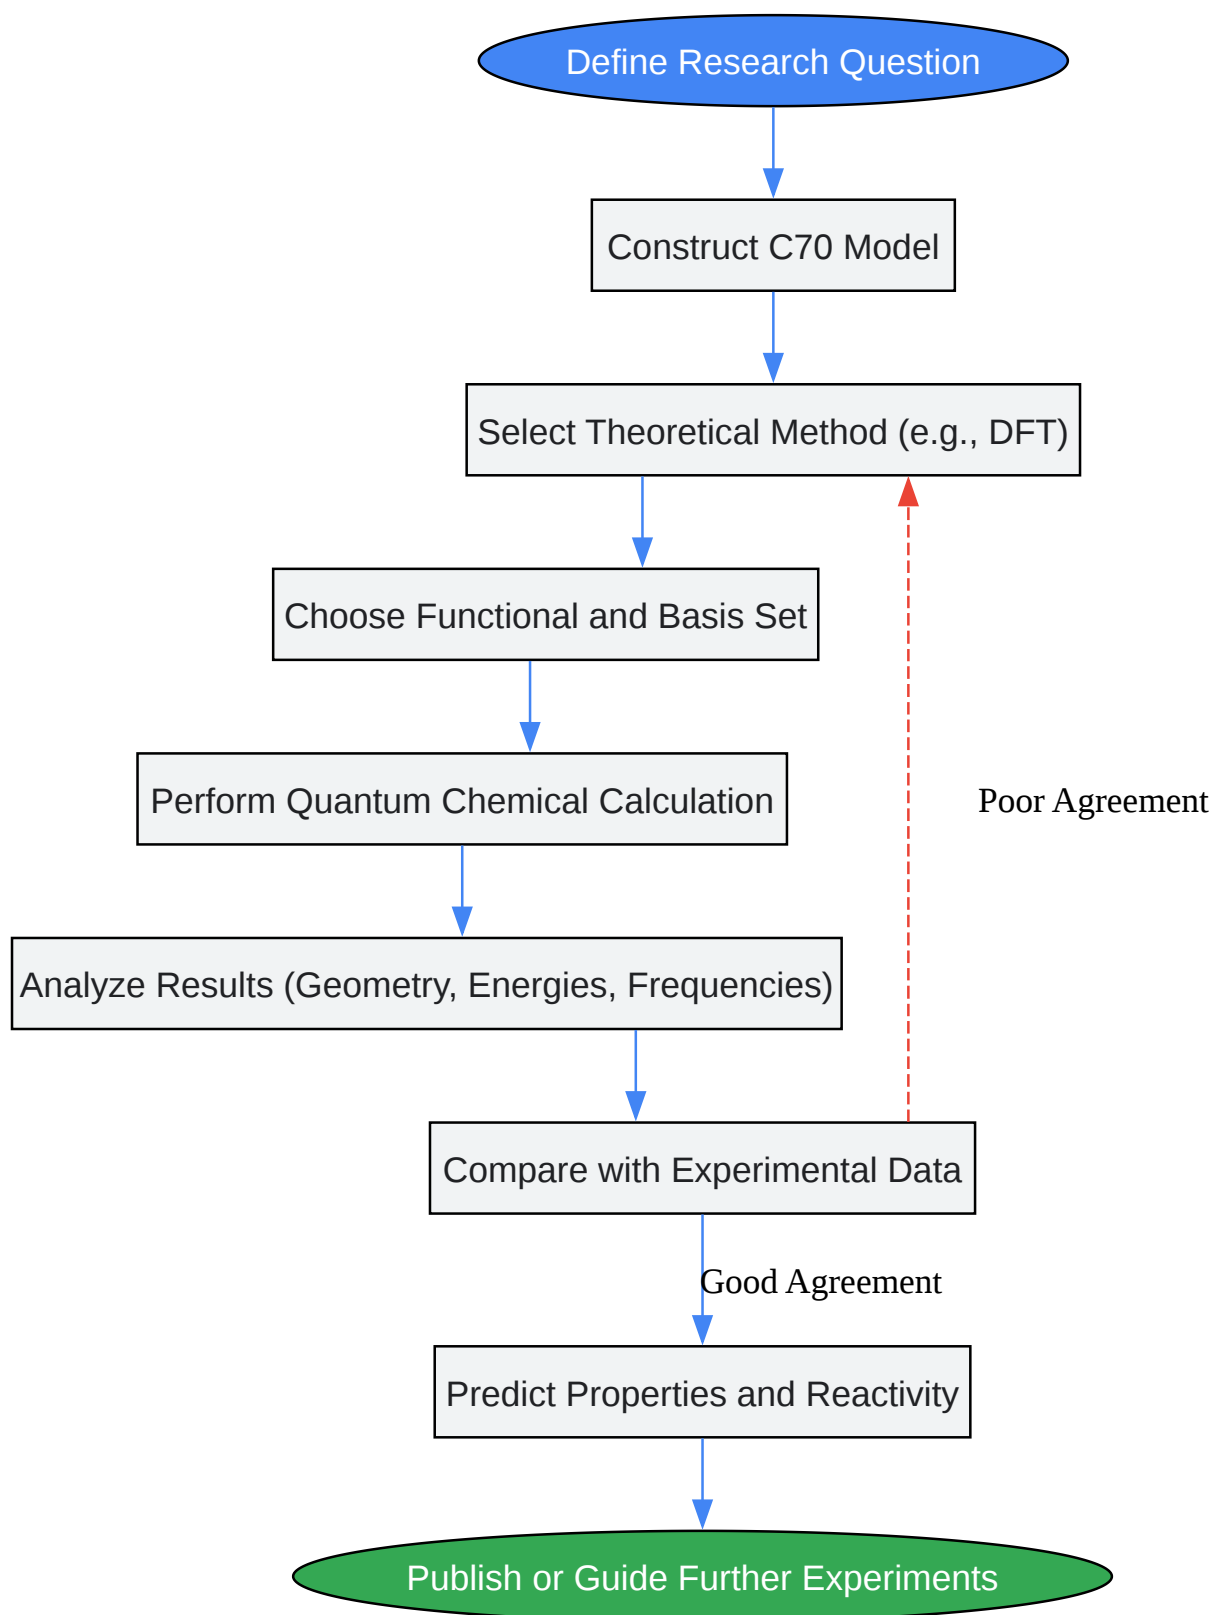 Define Research Question
Construct C70 Model
Select Theoretical Method (e.g., DFT)
Choose Functional and Basis Set
Perform Quantum Chemical Calculation
Poor Agreement
Analyze Results (Geometry, Energies, Frequencies)
Compare with Experimental Data
Good Agreement
Predict Properties and Reactivity
Publish or Guide Further Experiments